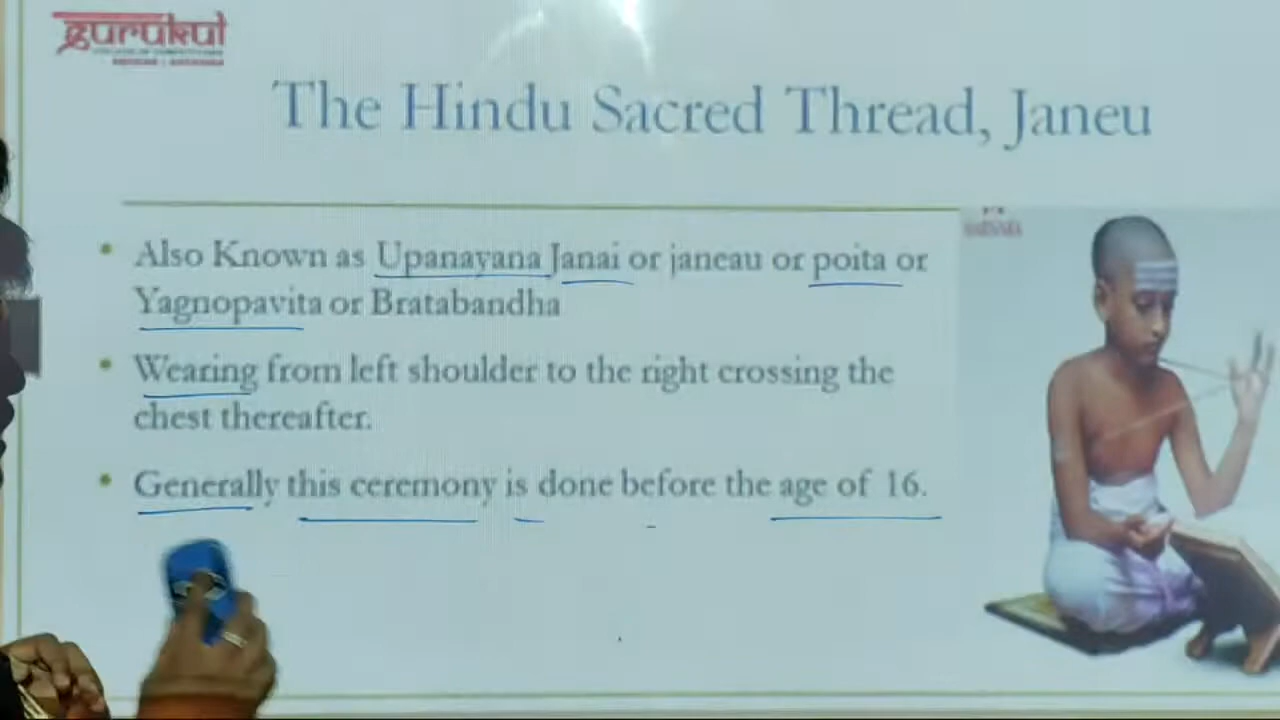 gurukul
The Hindu Sacred Thread, Janeu
Also Known as Upanayana Janai or janeau or poita or
Yagnopavita or Bratabandha
Wearing from left shoulder to the right crossing the
chest thereafter.
Generally this ceremony is done before the age of 16.